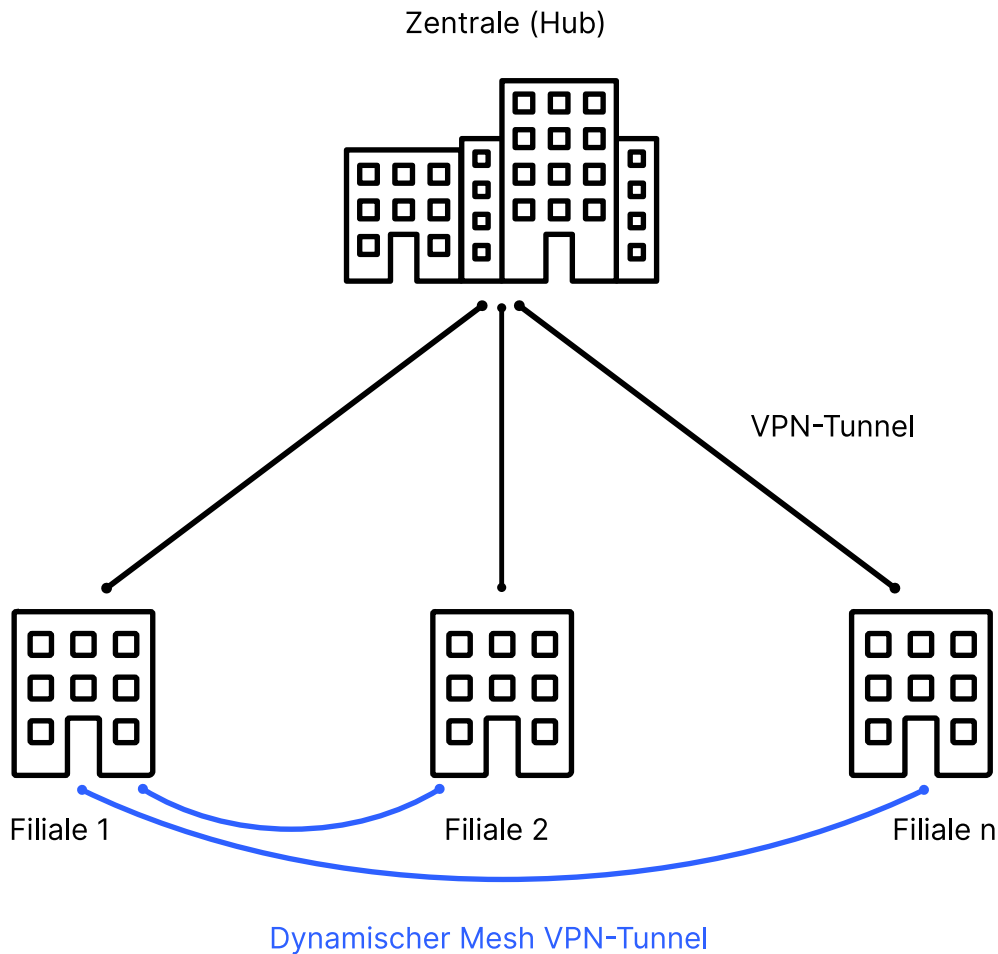 Zentrale (Hub)
VPN-Tunnel
Filiale 1
Filiale 2
Filiale n
Dynamischer Mesh VPN-Tunnel